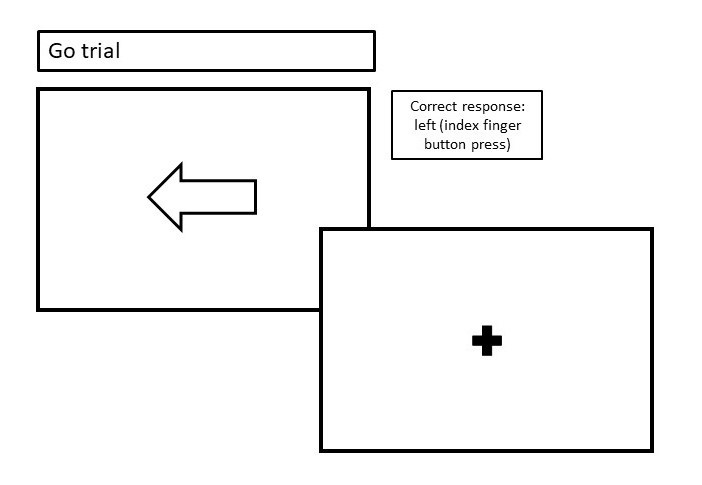 Go trial
Correct response:
left (index finger
button press)